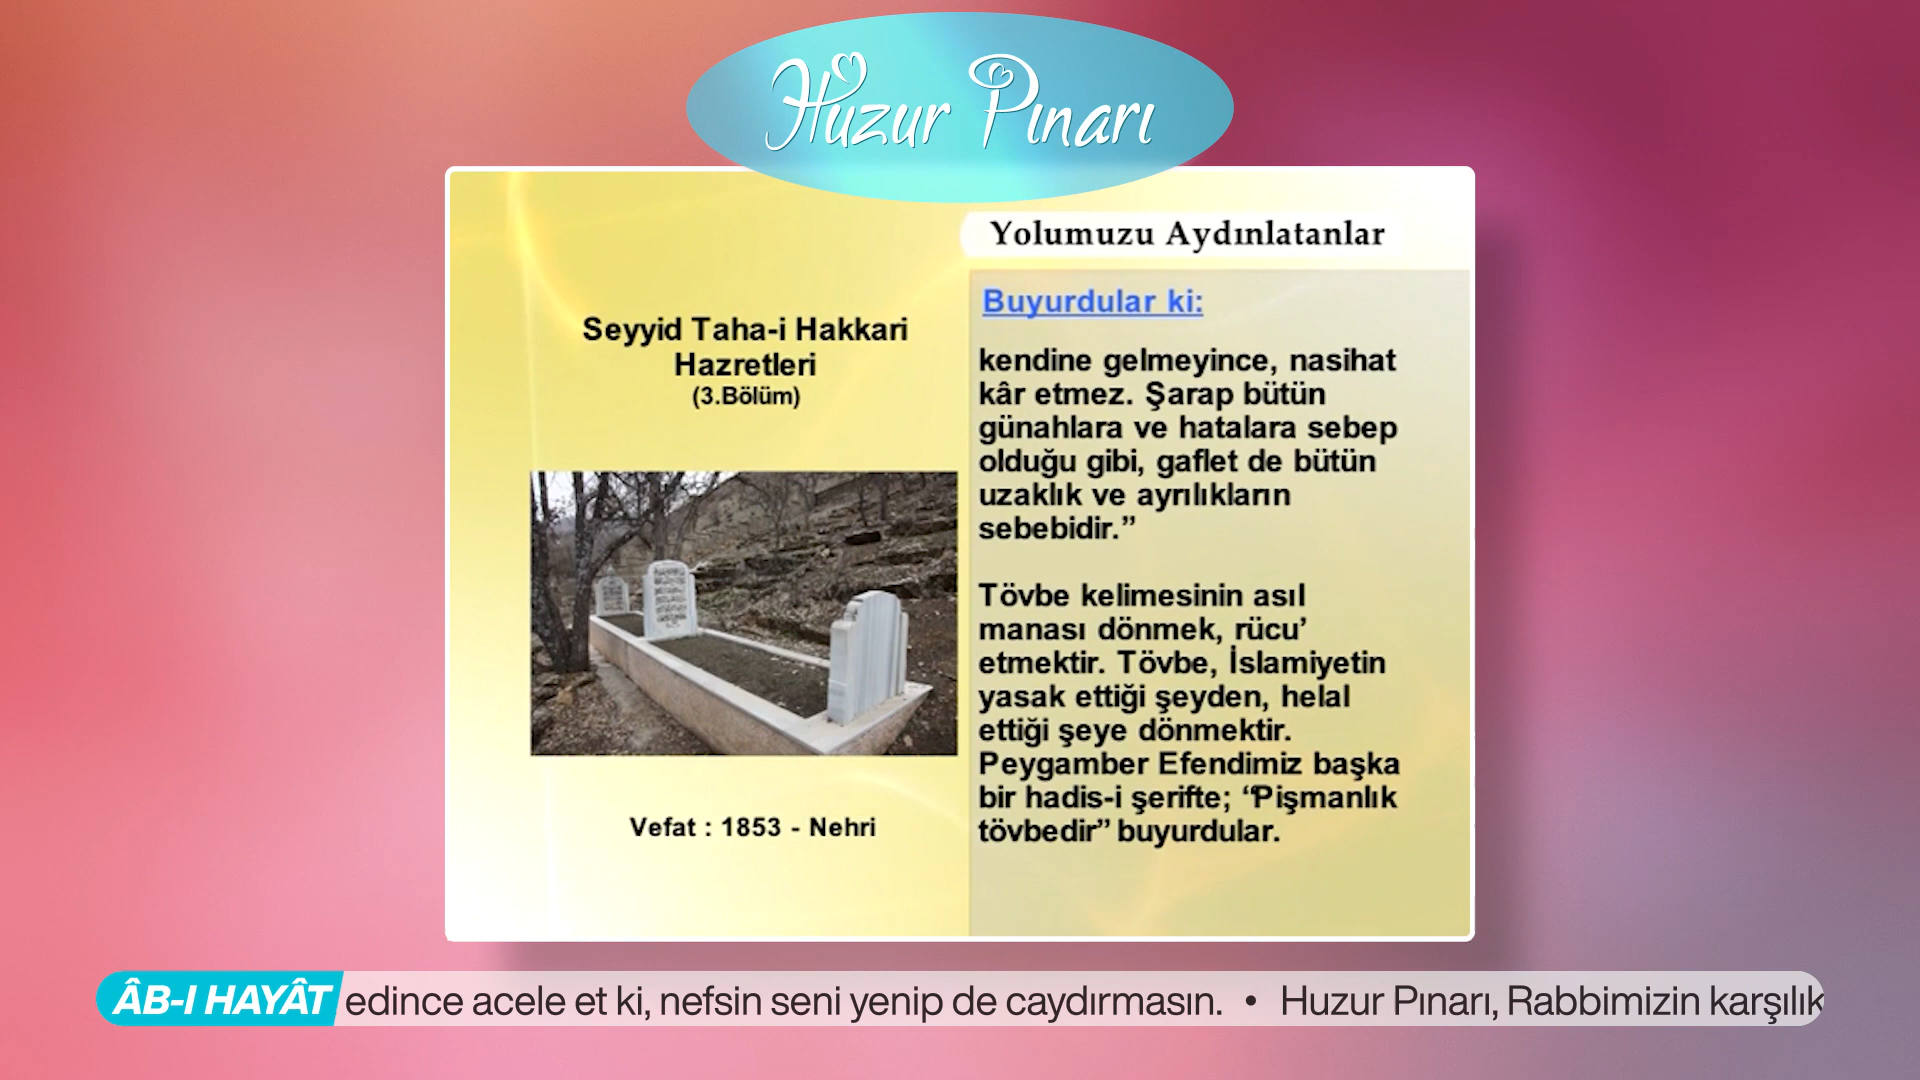 Huzur Pınarı
Yolumuzu Aydınlatanlar
Seyyid Taha-i Hakkari
Hazretleri
(3.Bölüm)
Vefat : 1853 - Nehri
Buyurdular ki:
kendine gelmeyince, nasihat
kâr etmez. Şarap bütün
günahlara ve hatalara sebep
olduğu gibi, gaflet de bütün
uzaklık ve ayrılıkların
sebebidir.”
Tövbe kelimesinin asıl
manası dönmek, rücu’
etmektir. Tövbe, İslamiyetin
yasak ettiği şeyden, helal
ettiği şeye dönmektir.
Peygamber Efendimiz başka
bir hadis-i şerifte; “Pişmanlık
tövbedir” buyurdular.
ÂB-I HAYÂT edince acele et ki, nefsin seni yenip de caydırmasın. • Huzur Pınarı, Rabbimizin karşılık